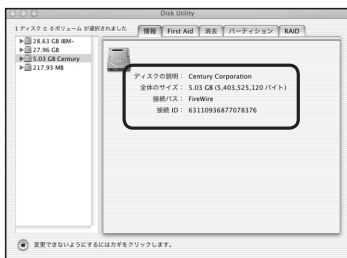 Disk Utility
1 ディスク と 0 ボリューム が選択されました
情報 First Aid 消去 パーティション RAID
28.63 GB IBM-
27.96 GB
5.03 GB Century
217.93 MB
ディスクの説明： Century Corporation
全体のサイズ： 5.03 GB (5,403,525,120 バイト)
接続バス： FireWire
接続 ID： 63110936877078376
変更できないようにするにはカギをクリックします。